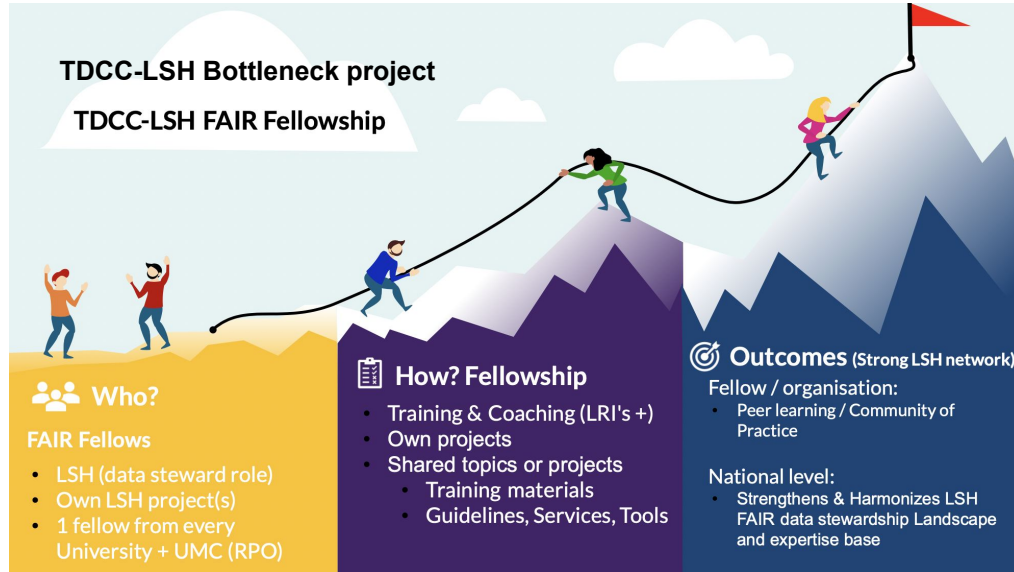 TDCC-LSH Bottleneck project
TDCC-LSH FAIR Fellowship
Who?
FAIR Fellows
• LSH (data steward role)
• Own LSH project(s)
• 1 fellow from every
University + UMC (RPO)
How? Fellowship
• Training & Coaching (LRI's +)
• Own projects
• Shared topics or projects
• Training materials
• Guidelines, Services, Tools
Outcomes (Strong LSH network)
Fellow / organisation:
• Peer learning / Community of
Practice
National level:
• Strengthens & Harmonizes LSH
FAIR data stewardship Landscape
and expertise base